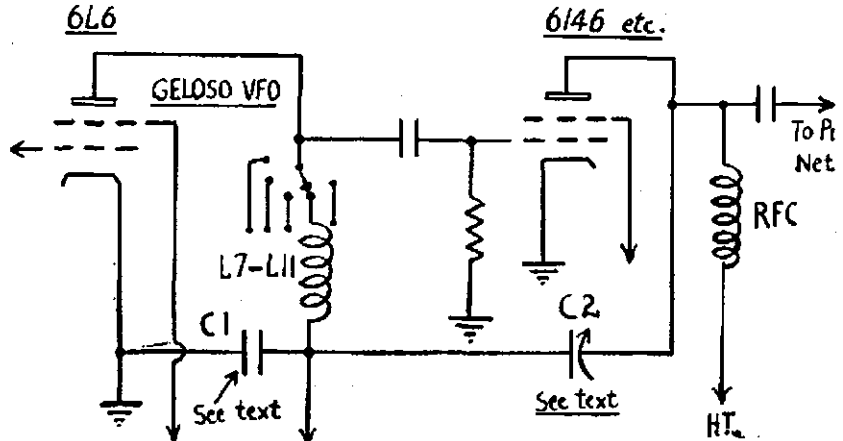 6L6
6146 etc.
GELOSO VFO
To Pi
Net
RFC
L7-L11
C1
C2
See text
See text
HT